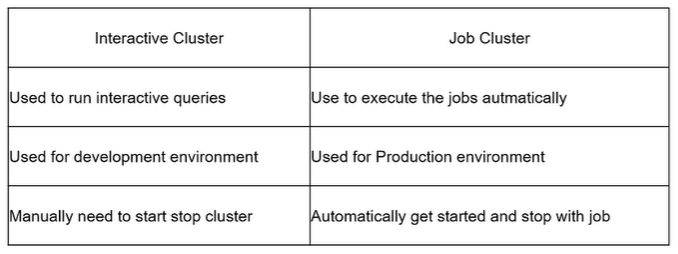 Interactive Cluster
Job Cluster
Used to run interactive queries
Use to execute the jobs autmatically
Used for development environment
Used for Production environment
Manually need to start stop cluster
Automatically get started and stop with job